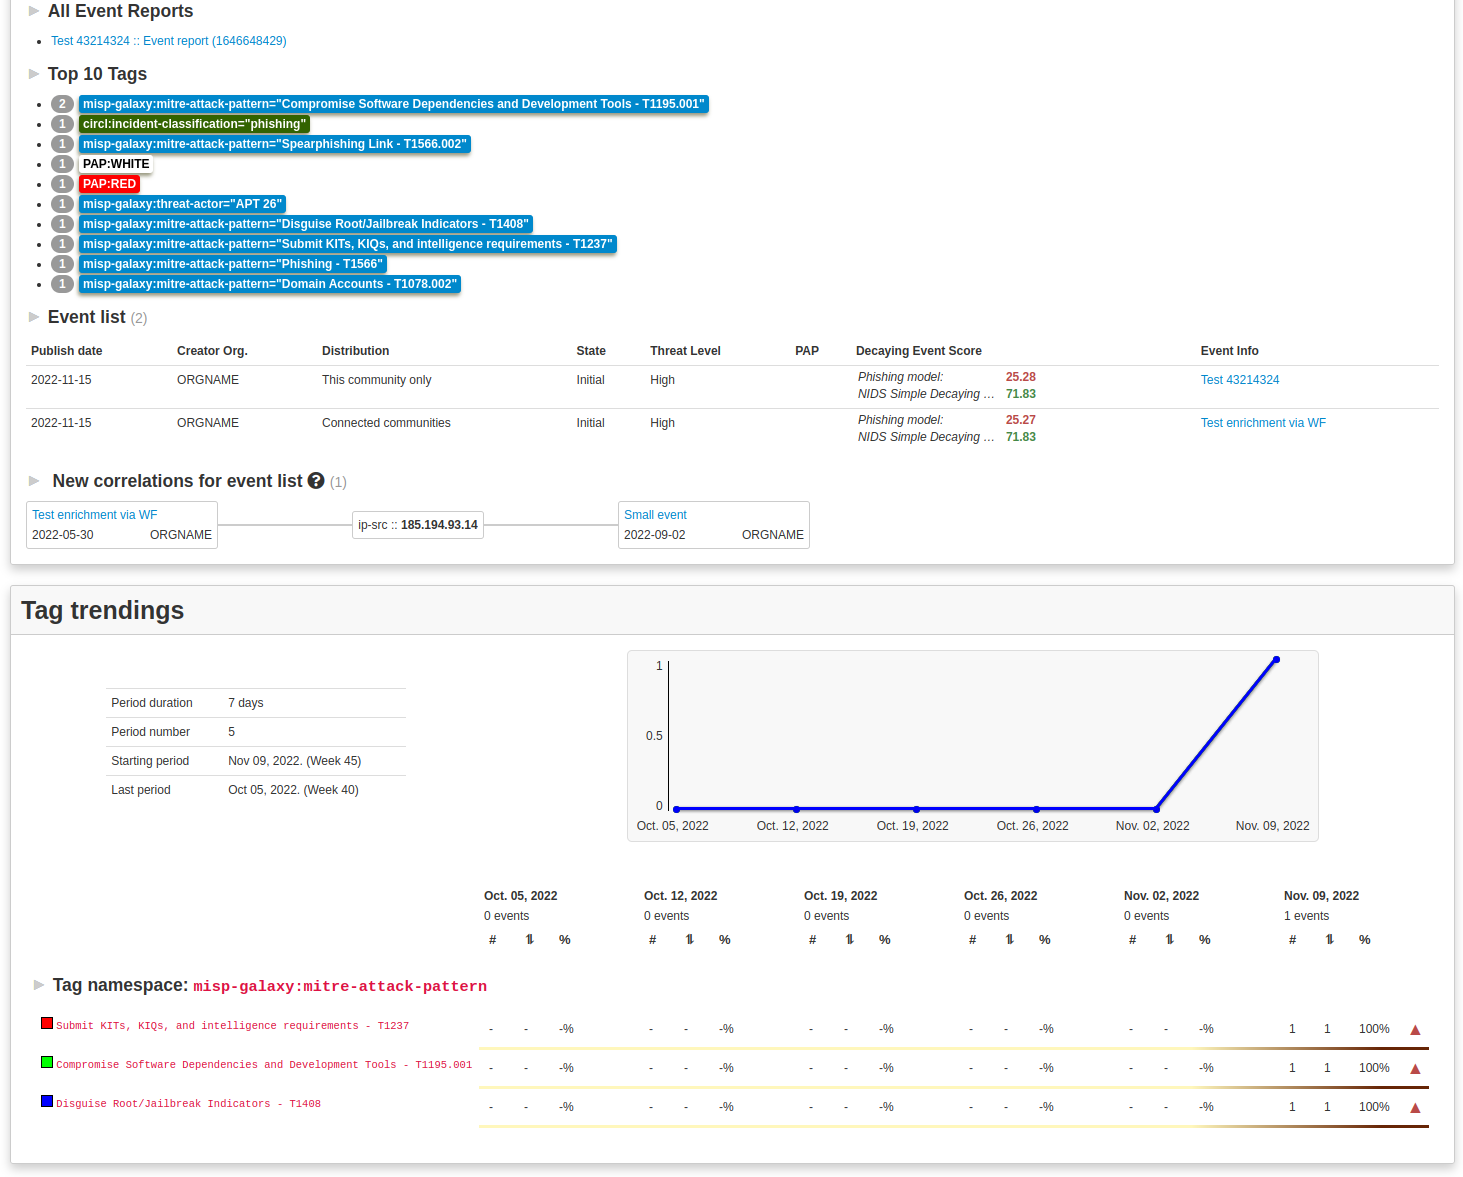 All Event Reports
Test 43214324 :: Event report (1646648429)
Top 10 Tags
2 misp-galaxy:mitre-attack-pattern="Compromise Software Dependencies and Development Tools - T1195.001"
1 circl:incident-classification="phishing"
1 misp-galaxy:mitre-attack-pattern="Spearphishing Link - T1566.002"
1 PAP:WHITE
1 PAP:RED
1 misp-galaxy:threat-actor="APT 26"
1 misp-galaxy:mitre-attack-pattern="Disguise Root/Jailbreak Indicators - T1408"
1 misp-galaxy:mitre-attack-pattern="Submit KITs, KIQs, and intelligence requirements - T1237"
1 misp-galaxy:mitre-attack-pattern="Phishing - T1566"
1 misp-galaxy:mitre-attack-pattern="Domain Accounts - T1078.002"
Event list (2)
Publish date Creator Org. Distribution State Threat Level PAP Decaying Event Score Event Info
2022-11-15 ORGNAME This community only Initial High Phishing model: 25.28 Test 43214324
NIDS Simple Decaying … 71.83
2022-11-15 ORGNAME Connected communities Initial High Phishing model: 25.27 Test enrichment via WF
NIDS Simple Decaying … 71.83
New correlations for event list ? (1)
Test enrichment via WF
2022-05-30 ORGNAME
ip-src :: 185.194.93.14
Small event
2022-09-02 ORGNAME
Tag trendings
Period duration 7 days
Period number 5
Starting period Nov 09, 2022. (Week 45)
Last period Oct 05, 2022. (Week 40)
1
0.5
0
Oct. 05, 2022 Oct. 12, 2022 Oct. 19, 2022 Oct. 26, 2022 Nov. 02, 2022 Nov. 09, 2022
Oct. 05, 2022 Oct. 12, 2022 Oct. 19, 2022 Oct. 26, 2022 Nov. 02, 2022 Nov. 09, 2022
0 events 0 events 0 events 0 events 0 events 1 events
# ⥮ % # ⥮ % # ⥮ % # ⥮ % # ⥮ % # ⥮ %
Tag namespace: misp-galaxy:mitre-attack-pattern
Submit KITs, KIQs, and intelligence requirements - T1237 - - -% - - -% - - -% - - -% - - -% 1 1 100% ▲
Compromise Software Dependencies and Development Tools - T1195.001 - - -% - - -% - - -% - - -% - - -% 1 1 100% ▲
Disguise Root/Jailbreak Indicators - T1408 - - -% - - -% - - -% - - -% - - -% 1 1 100% ▲